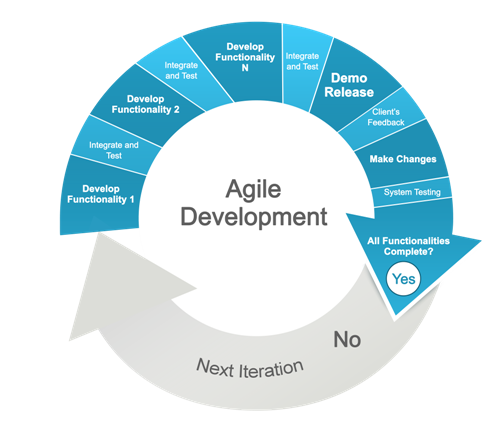 Develop
Functionality 1
Integrate and
Test
Develop
Functionality 2
Integrate
and Test
Develop
Functionality
N
Integrate
and Test
Demo
Release
Client's
Feedback
Make Changes
System Testing
All Functionalities
Complete?
Yes
No
Next Iteration
Agile
Development